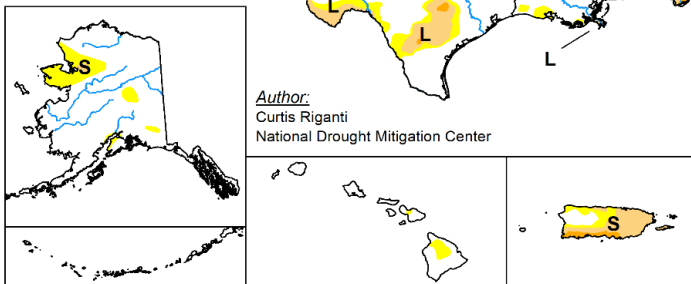 L
L
L
S
Author:
Curtis Riganti
National Drought Mitigation Center
S